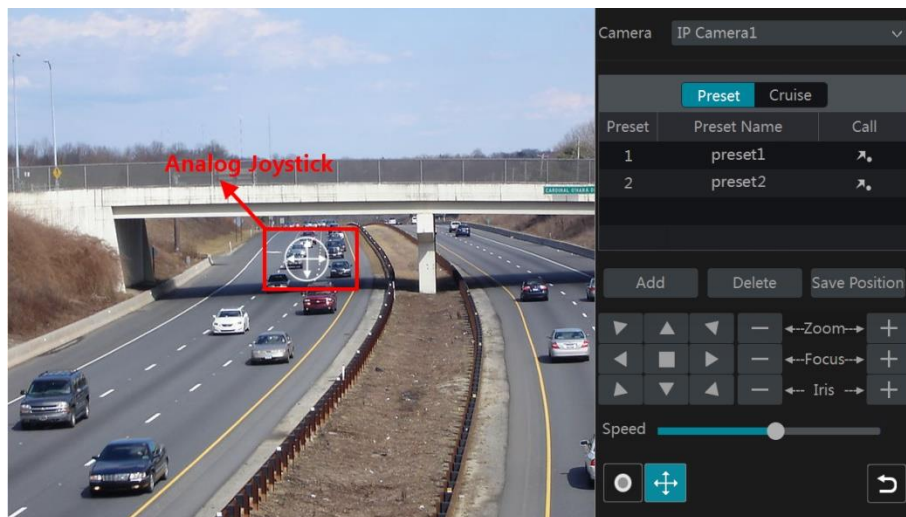 Camera IP Camera1
Preset Cruise
Preset Preset Name Call
1 preset1
2 preset2
Add Delete Save Position
Zoom
Focus
Iris
Speed
Analog Joystick